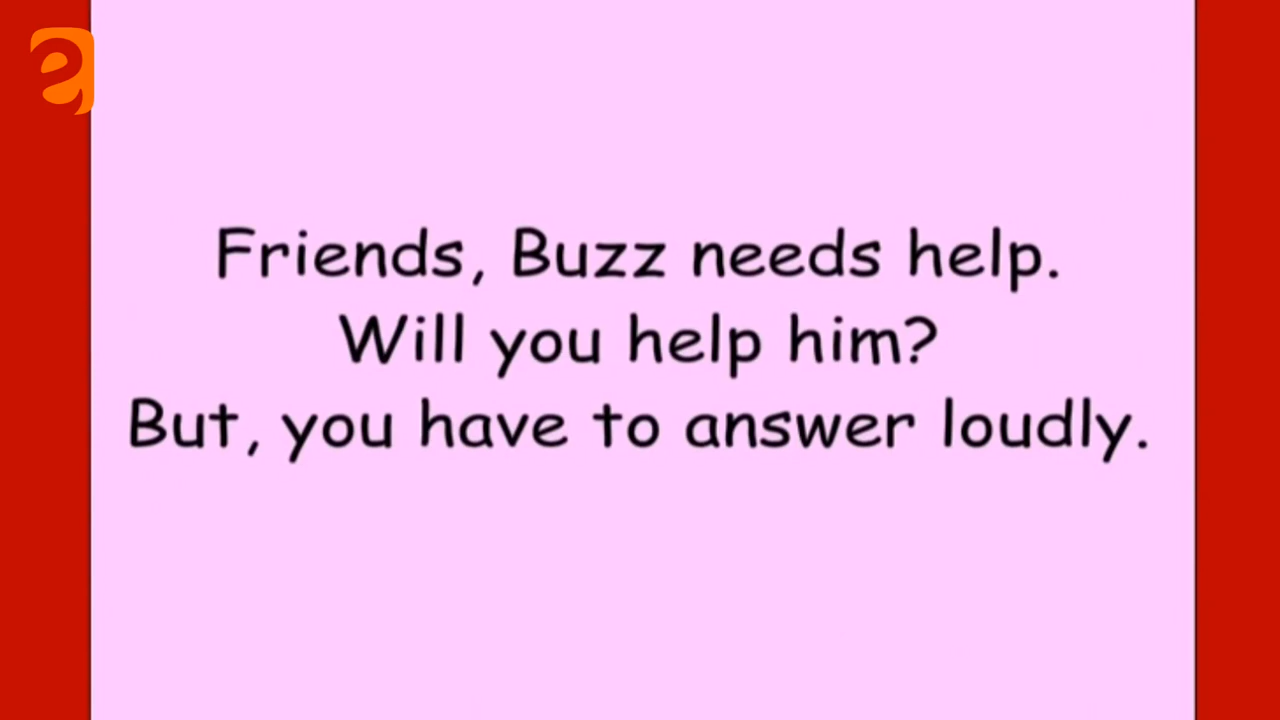 Friends, Buzz needs help.
Will you help him?
But, you have to answer loudly.